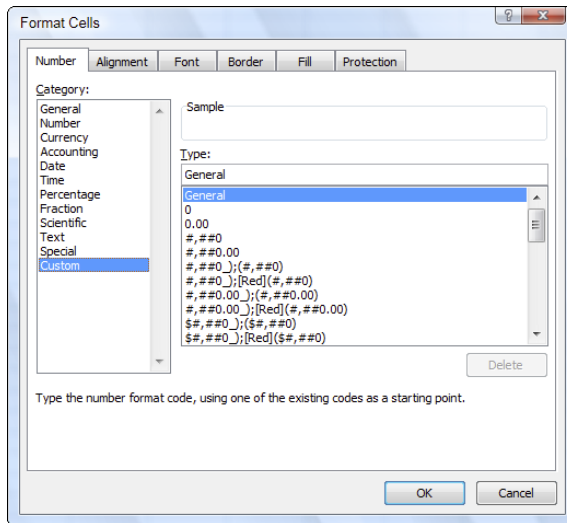 Format Cells
Number Alignment Font Border Fill Protection
Category:
General
Number
Currency
Accounting
Date
Time
Percentage
Fraction
Scientific
Text
Special
Custom
Sample
Type:
General
General
0
0.00
#,##0
#,##0.00
#,##0_);(#,##0)
#,##0_);[Red](#,##0)
#,##0.00_);(#,##0.00)
#,##0.00_);[Red](#,##0.00)
$#,##0_);($#,##0)
$#,##0_);[Red]($#,##0)
Delete
Type the number format code, using one of the existing codes as a starting point.
OK Cancel